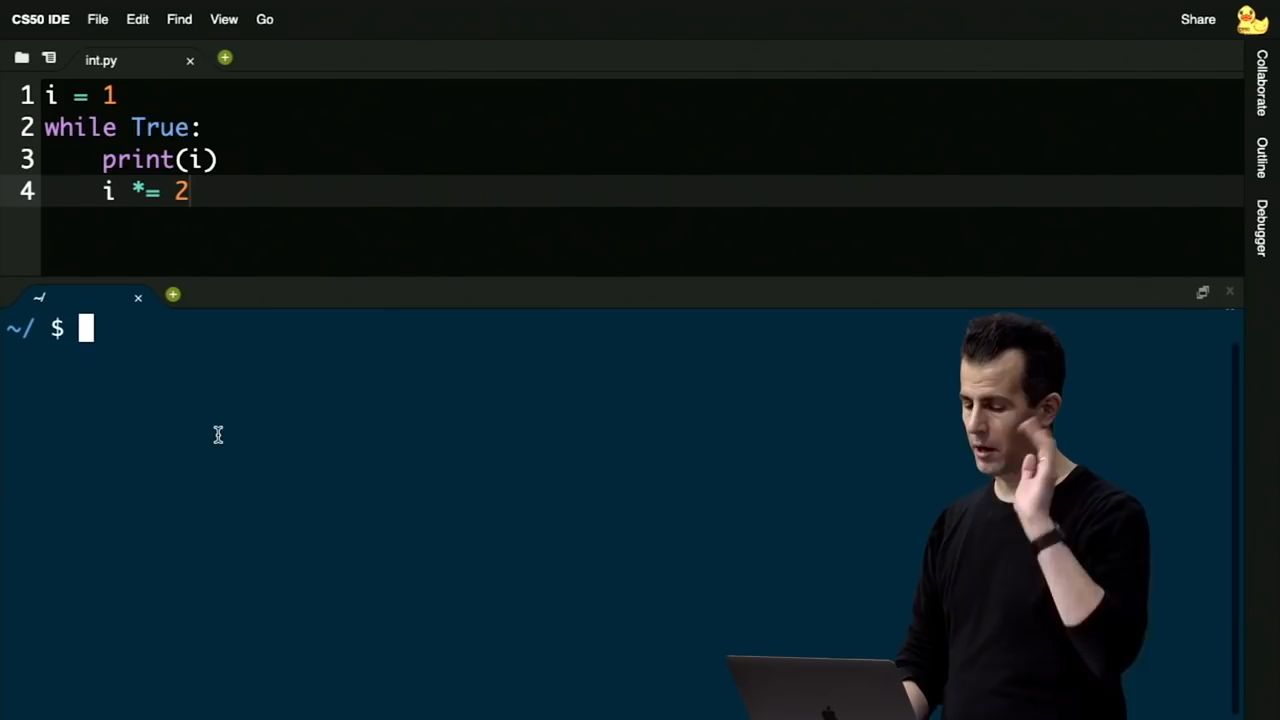 CS50 IDE File Edit Find View Go Share
int.py
1 i = 1
2 while True:
3     print(i)
4     i *= 2
~/
~/ $
Collaborate
Outline
Debugger